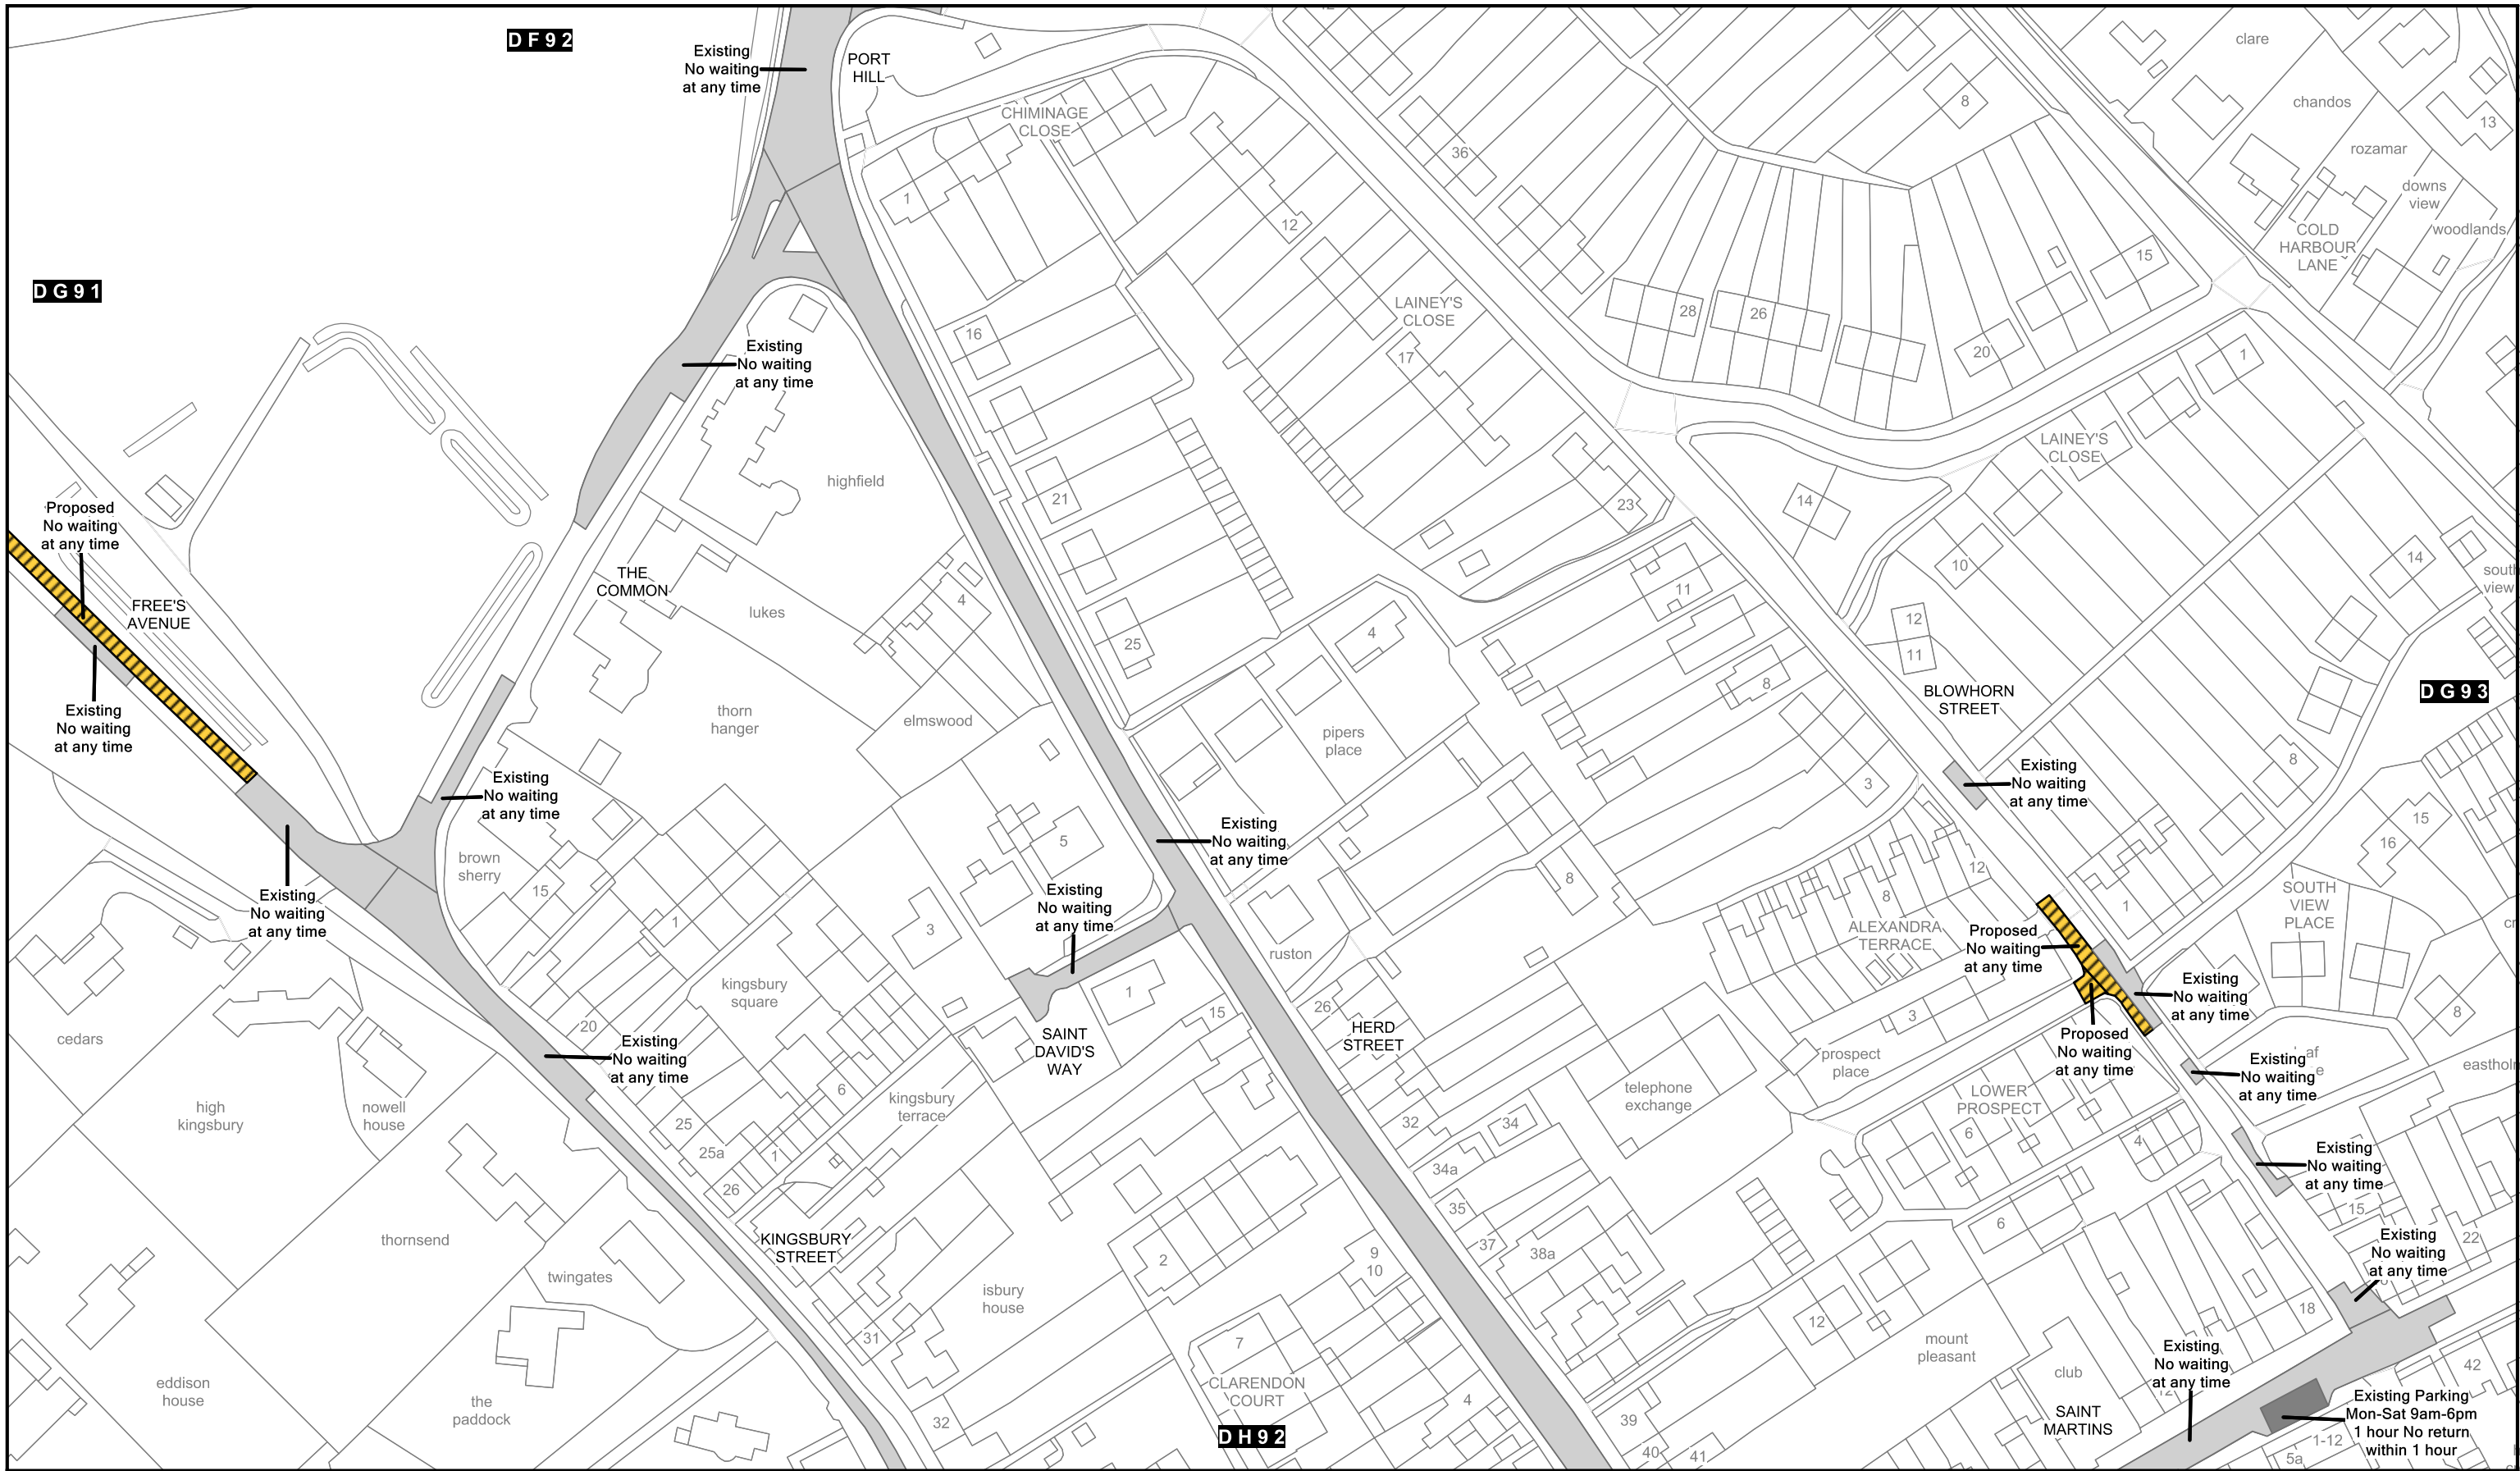 DF92
Existing
No waiting
at any time
PORT
HILL
clare
chandos
13
rozamar
downs
view
woodlands
COLD
HARBOUR
LANE
8
36
CHIMINAGE
CLOSE
1
12
15
DG91
28
26
20
1
LAINEY'S
CLOSE
17
16
Existing
No waiting
at any time
highfield
21
23
14
LAINEY'S
CLOSE
10
14
south
view
Proposed
No waiting
at any time
FREE'S
AVENUE
THE
COMMON
lukes
4
25
4
11
12
11
8
BLOWHORN
STREET
DG93
Existing
No waiting
at any time
thorn
hanger
elmswood
pipers
place
3
8
Existing
No waiting
at any time
Existing
No waiting
at any time
Existing
No waiting
at any time
5
8
15
16
brown
sherry
15
1
3
Existing
No waiting
at any time
Existing
No waiting
at any time
12
8
ALEXANDRA
TERRACE
1
SOUTH
VIEW
PLACE
Proposed
No waiting
at any time
ruston
kingsbury
square
1
15
26
HERD
STREET
3
Existing
No waiting
at any time
8
cedars
20
Existing
No waiting
at any time
SAINT
DAVID'S
WAY
prospect
place
Proposed
No waiting
at any time
Existing
No waiting
at any time
high
kingsbury
nowell
house
6
kingsbury
terrace
25
25a
1
26
32
34
34a
35
37
38a
telephone
exchange
LOWER
PROSPECT
6
4
Existing
No waiting
at any time
15
thornsend
KINGSBURY
STREET
twingates
isbury
house
2
9
10
6
22
Existing
No waiting
at any time
31
7
CLARENDON
COURT
12
mount
pleasant
18
club
Existing
No waiting
at any time
42
eddison
house
the
paddock
32
4
39
40
41
SAINT
MARTINS
Existing Parking
Mon-Sat 9am-6pm
1 hour No return
within 1 hour
1-12
5a
DH92